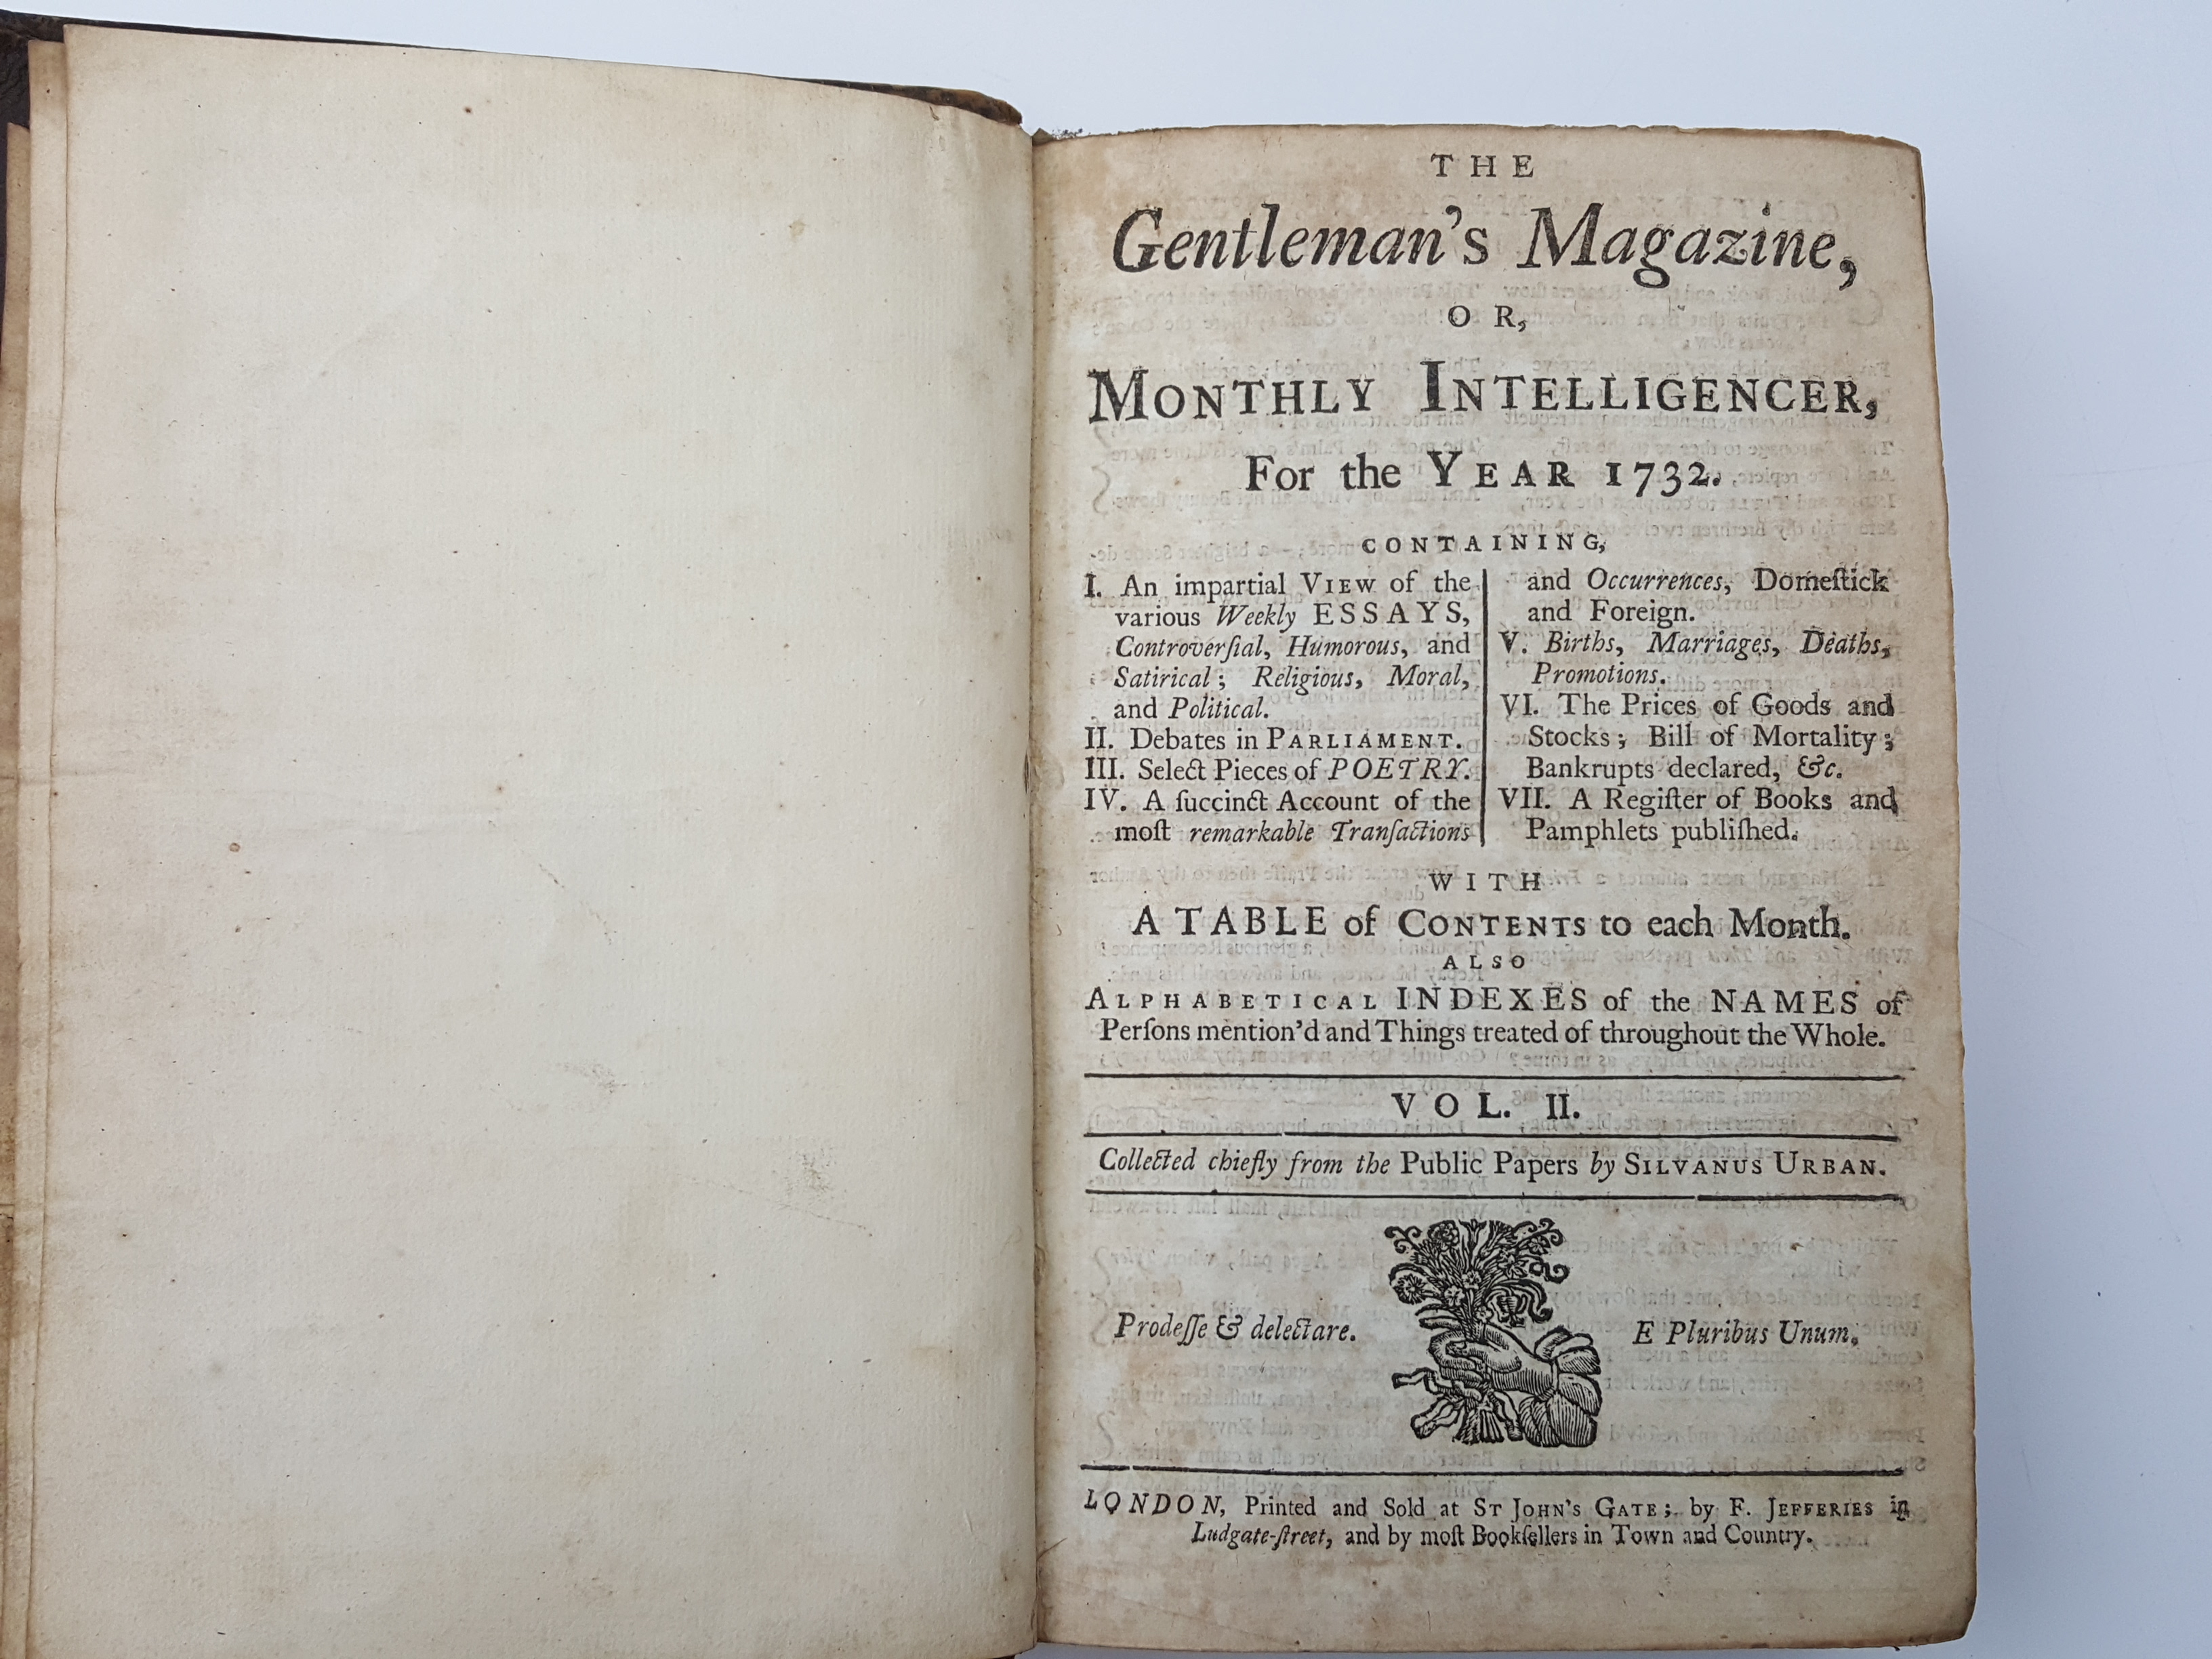 THE
Gentleman's Magazine,
OR,
MONTHLY INTELLIGENCER,
For the YEAR 1732.
CONTAINING,
I. An impartial VIEW of the
various Weekly ESSAYS,
Controverſial, Humorous, and
Satirical; Religious, Moral,
and Political.
II. Debates in PARLIAMENT.
III. Select Pieces of POETRY.
IV. A ſuccinct Account of the
moſt remarkable Tranſactions
and Occurrences, Domeſtick
and Foreign.
V. Births, Marriages, Deaths,
Promotions.
VI. The Prices of Goods and
Stocks; Bill of Mortality;
Bankrupts declared, &c.
VII. A Regiſter of Books and
Pamphlets publiſhed.
WITH
A TABLE of CONTENTS to each Month.
ALSO
ALPHABETICAL INDEXES of the NAMES of
Perſons mention'd and Things treated of throughout the Whole.
VOL. II.
Collected chiefly from the Public Papers by SILVANUS URBAN.
Prodeſſe & delectare.
E Pluribus Unum.
LONDON, Printed and Sold at ST JOHN'S GATE; by F. JEFFERIES in
Ludgate-ſtreet, and by moſt Bookſellers in Town and Country.